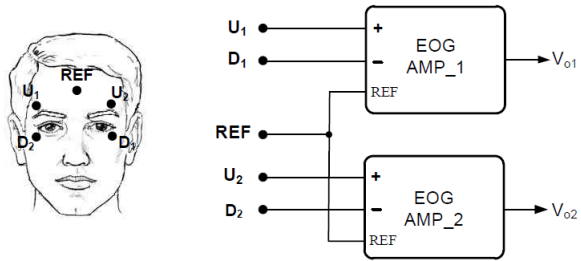 REF
U1
U2
D2
D1
U1
D1
REF
U2
D2
+
−
EOG
AMP_1
REF
Vo1
+
−
EOG
AMP_2
REF
Vo2